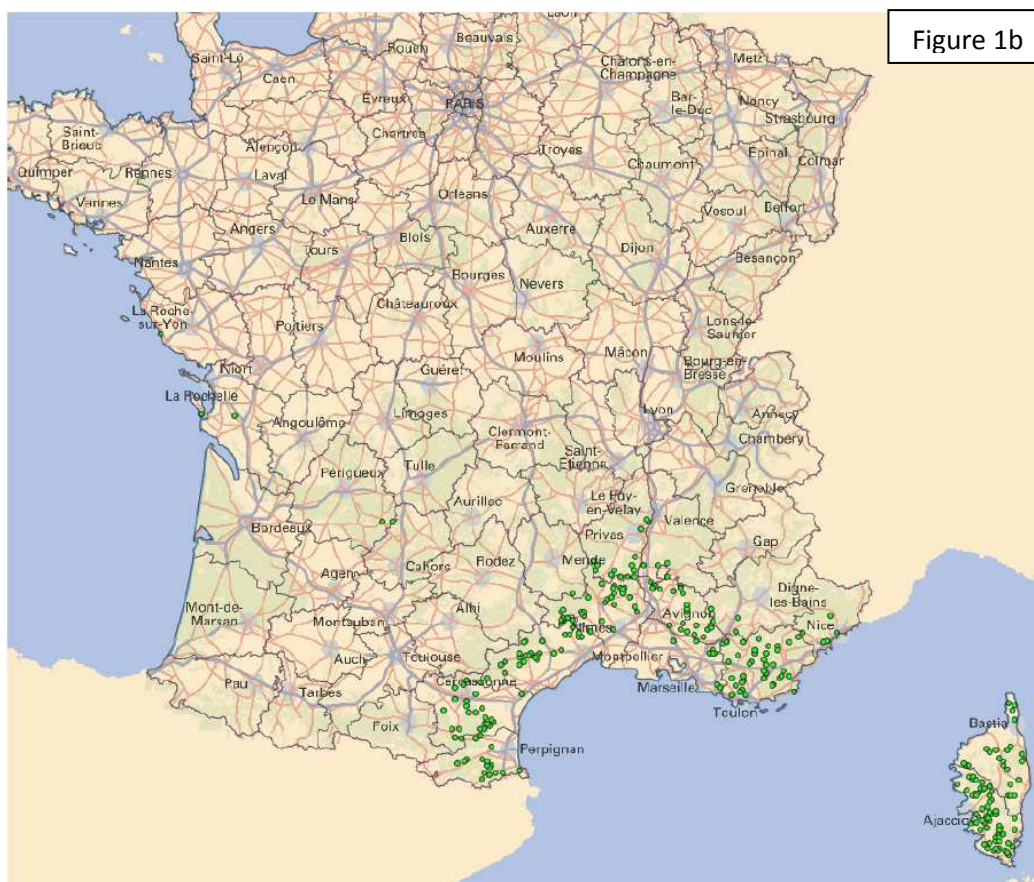 Figure 1b
Beauvais
Laon
Saint-Lô
Caen
Rouen
Châlons-en-
Champagne
Metz
Evreux
PARIS
Bar-
le-Duc
Nancy
Strasbourg
Saint-
Brieuc
Chartres
Alençon
Troyes
Epinal
Quimper
Rennes
Laval
Chaumont
Colmar
Le Mans
Orléans
Vannes
Vesoul
Belfort
Angers
Blois
Auxerre
Tours
Dijon
Besançon
Nantes
Bourges
Nevers
Châteauroux
La Roche-
sur-Yon
Poitiers
Lons-le-
Saunier
Moulins
Mâcon
Bourg-en-
Bresse
Niort
Guéret
La Rochelle
Annecy
Limoges
Lyon
Angoulême
Clermont-
Ferrand
Chambéry
Saint-
Etienne
Tulle
Périgueux
Grenoble
Aurillac
Le Puy-
en-Velay
Valence
Bordeaux
Privas
Gap
Mende
Cahors
Rodez
Agen
Digne-
les-Bains
Mont-de-
Marsan
Albi
Avignon
Montauban
Nîmes
Nice
Auch
Toulouse
Montpellier
Marseille
Pau
Tarbes
Carcassonne
Toulon
Foix
Bastia
Perpignan
Ajaccio